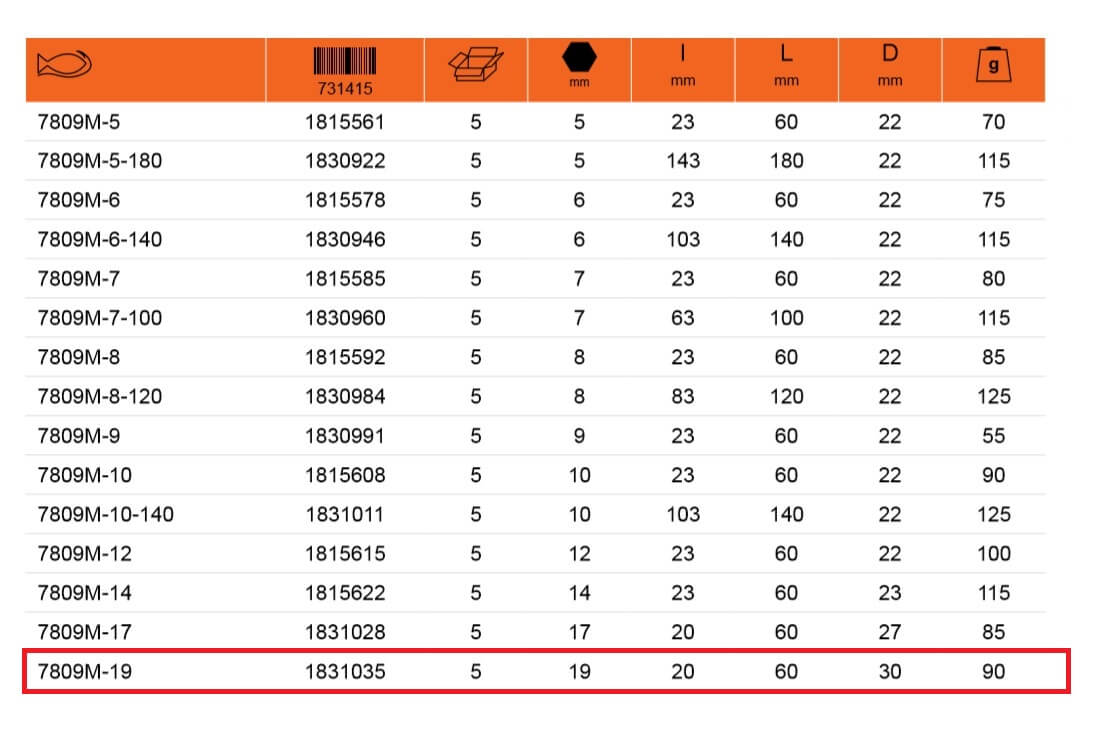 731415 mm l mm L mm D mm g
7809M-5 1815561 5 5 23 60 22 70
7809M-5-180 1830922 5 5 143 180 22 115
7809M-6 1815578 5 6 23 60 22 75
7809M-6-140 1830946 5 6 103 140 22 115
7809M-7 1815585 5 7 23 60 22 80
7809M-7-100 1830960 5 7 63 100 22 115
7809M-8 1815592 5 8 23 60 22 85
7809M-8-120 1830984 5 8 83 120 22 125
7809M-9 1830991 5 9 23 60 22 55
7809M-10 1815608 5 10 23 60 22 90
7809M-10-140 1831011 5 10 103 140 22 125
7809M-12 1815615 5 12 23 60 22 100
7809M-14 1815622 5 14 23 60 23 115
7809M-17 1831028 5 17 20 60 27 85
7809M-19 1831035 5 19 20 60 30 90